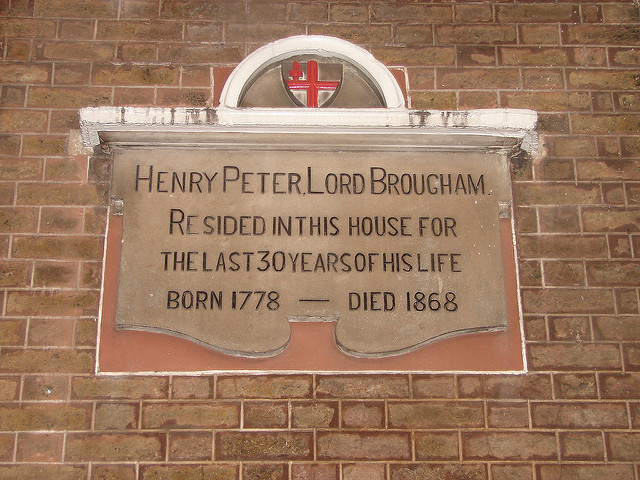 HENRY PETER, LORD BROUGHAM.
RESIDED IN THIS HOUSE FOR
THE LAST 30 YEARS OF HIS LIFE
BORN 1778 — DIED 1868